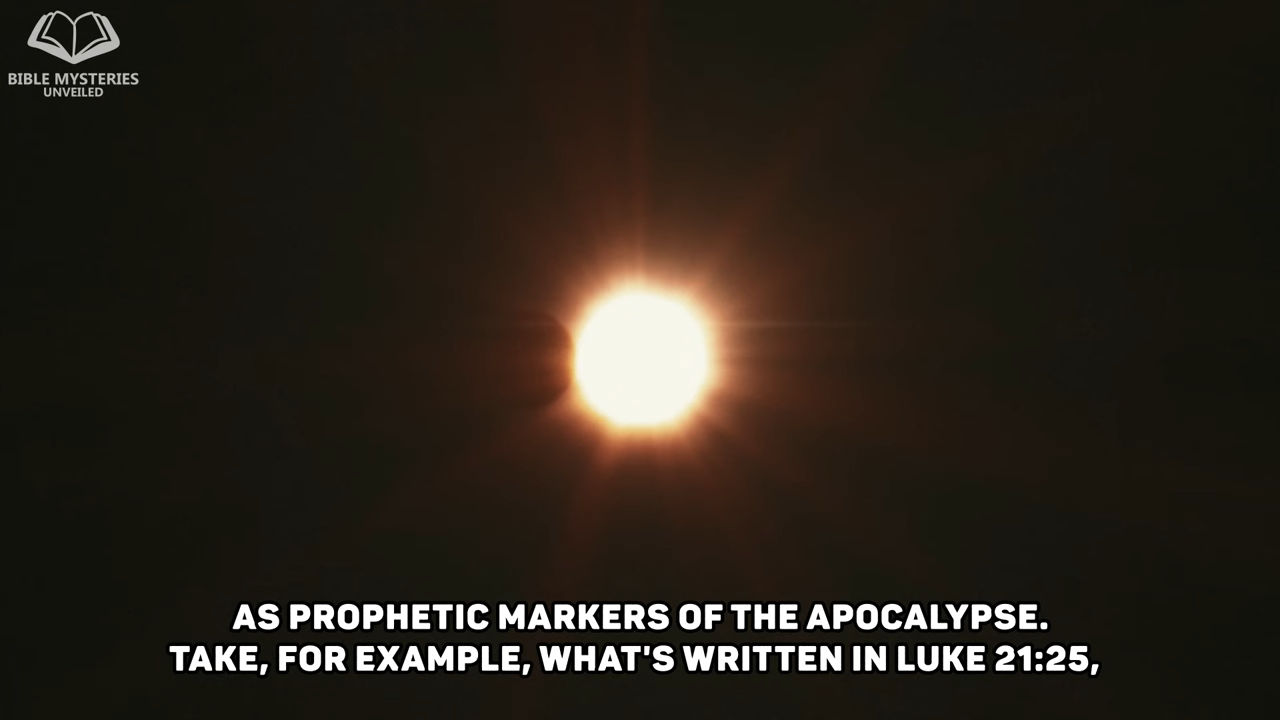 BIBLE MYSTERIES
UNVEILED
AS PROPHETIC MARKERS OF THE APOCALYPSE.
TAKE, FOR EXAMPLE, WHAT'S WRITTEN IN LUKE 21:25,